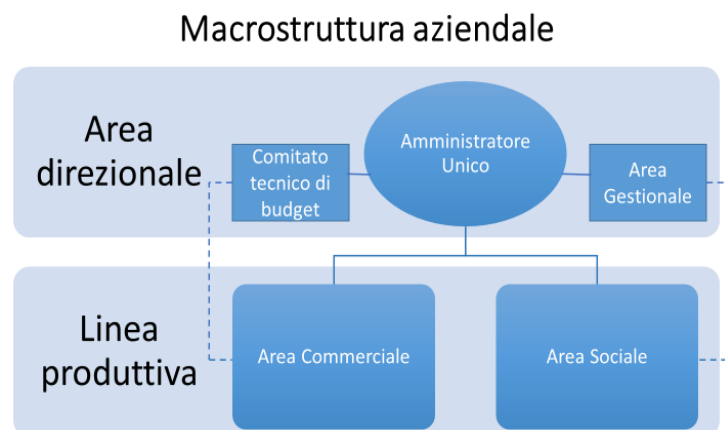 Macrostruttura aziendale
Area
direzionale
Comitato
tecnico di
budget
Amministratore
Unico
Area
Gestionale
Linea
produttiva
Area Commerciale
Area Sociale